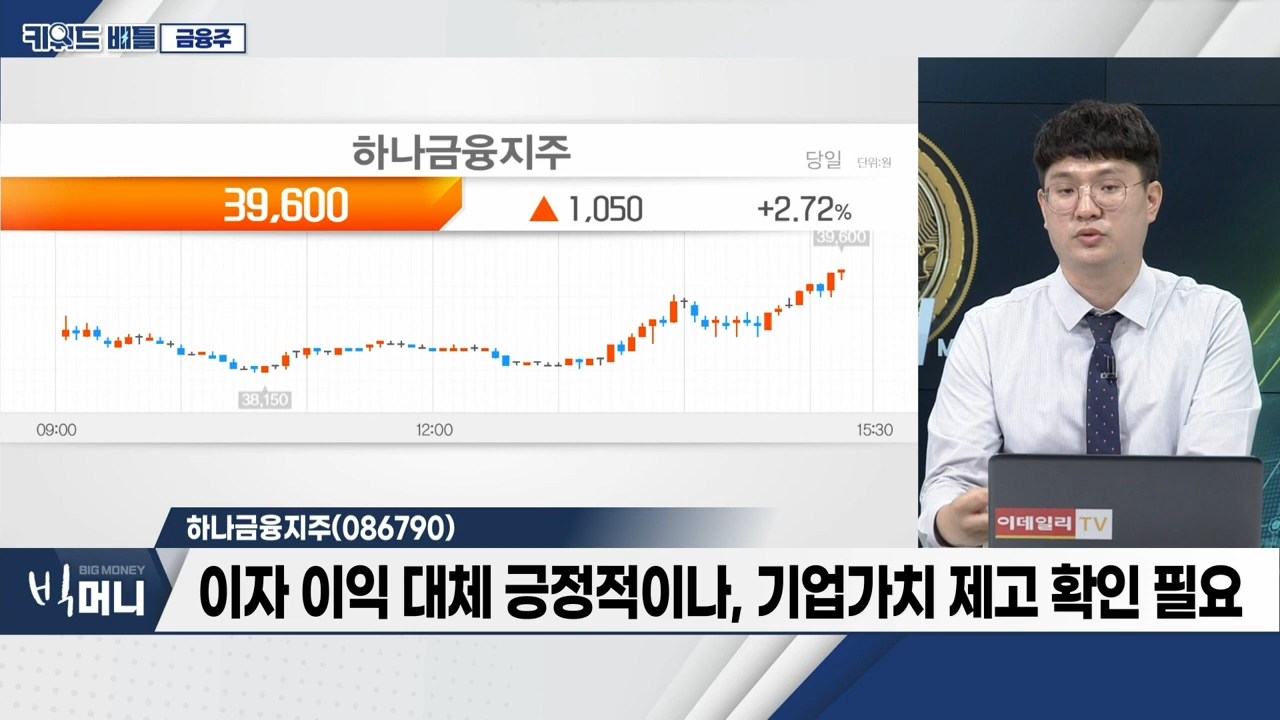 키워드 배틀 금융주
하나금융지주
당일 단위:원
39,600 ▲ 1,050 +2.72%
39,600
38,150
09:00 12:00 15:30
M
이데일리 TV
하나금융지주(086790)
BIG MONEY
빅머니
이자 이익 대체 긍정적이나, 기업가치 제고 확인 필요